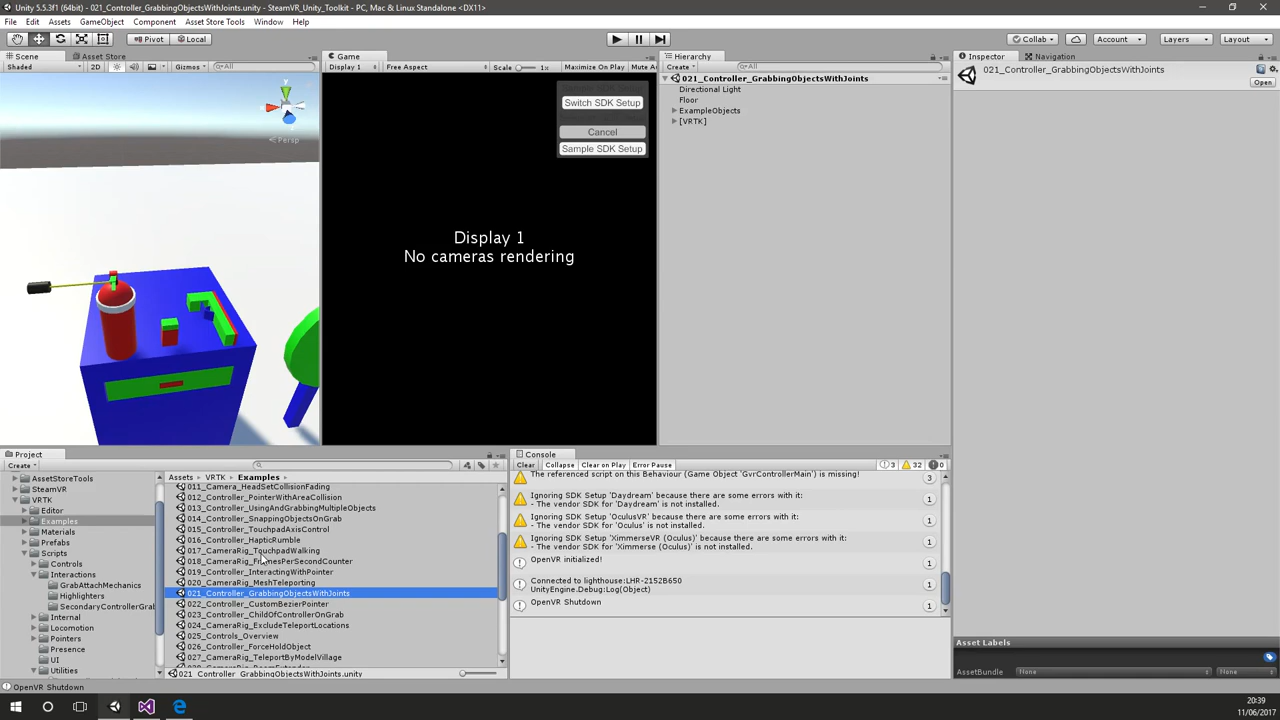 Unity 5.5.3f1 (64bit) - 021_Controller_GrabbingObjectsWithJoints.unity - SteamVR_Unity_Toolkit - PC, Mac & Linux Standalone <DX11>
File Edit Assets GameObject Component Asset Store Tools Window Help
Pivot Local Collab Account Layers Layout
Scene Asset Store Game Hierarchy Inspector Navigation
Shaded 2D Gizmos All Display 1 Free Aspect Scale 1x Maximize On Play Mute Au Create All
021_Controller_GrabbingObjectsWithJoints
Directional Light
Floor
ExampleObjects
[VRTK]
021_Controller_GrabbingObjectsWithJoints
Open
y
Persp
Switch SDK Setup
Cancel
Sample SDK Setup
Display 1
No cameras rendering
Project
Create
AssetStoreTools
SteamVR
VRTK
Editor
Examples
Materials
Prefabs
Scripts
Controls
Interactions
GrabAttachMechanics
Highlighters
SecondaryControllerGrab
Internal
Locomotion
Pointers
Presence
UI
Utilities
Assets VRTK Examples
011_Camera_HeadSetCollisionFading
012_Controller_PointerWithAreaCollision
013_Controller_UsingAndGrabbingMultipleObjects
014_Controller_SnappingObjectsOnGrab
015_Controller_TouchpadAxisControl
016_Controller_HapticRumble
017_CameraRig_TouchpadWalking
018_CameraRig_FramesPerSecondCounter
019_Controller_InteractingWithPointer
020_CameraRig_MeshTeleporting
021_Controller_GrabbingObjectsWithJoints
022_Controller_CustomBezierPointer
023_Controller_ChildOfControllerOnGrab
024_CameraRig_ExcludeTeleportLocations
025_Controls_Overview
026_Controller_ForceHoldObject
027_CameraRig_TeleportByModelVillage
021_Controller_GrabbingObjectsWithJoints.unity
Console
Clear Collapse Clear on Play Error Pause 3 32 0
The referenced script on this Behaviour (Game Object 'GvrControllerMain') is missing! 3
Ignoring SDK Setup 'Daydream' because there are some errors with it:
- The vendor SDK for 'Daydream' is not installed. 1
Ignoring SDK Setup 'OculusVR' because there are some errors with it:
- The vendor SDK for 'Oculus' is not installed. 1
Ignoring SDK Setup 'XimmerseVR (Oculus)' because there are some errors with it:
- The vendor SDK for 'Ximmerse (Oculus)' is not installed. 1
OpenVR initialized! 1
Connected to lighthouse:LHR-2152B650
UnityEngine.Debug:Log(Object) 1
OpenVR Shutdown 1
Asset Labels
AssetBundle None None
OpenVR Shutdown
20:39
11/06/2017